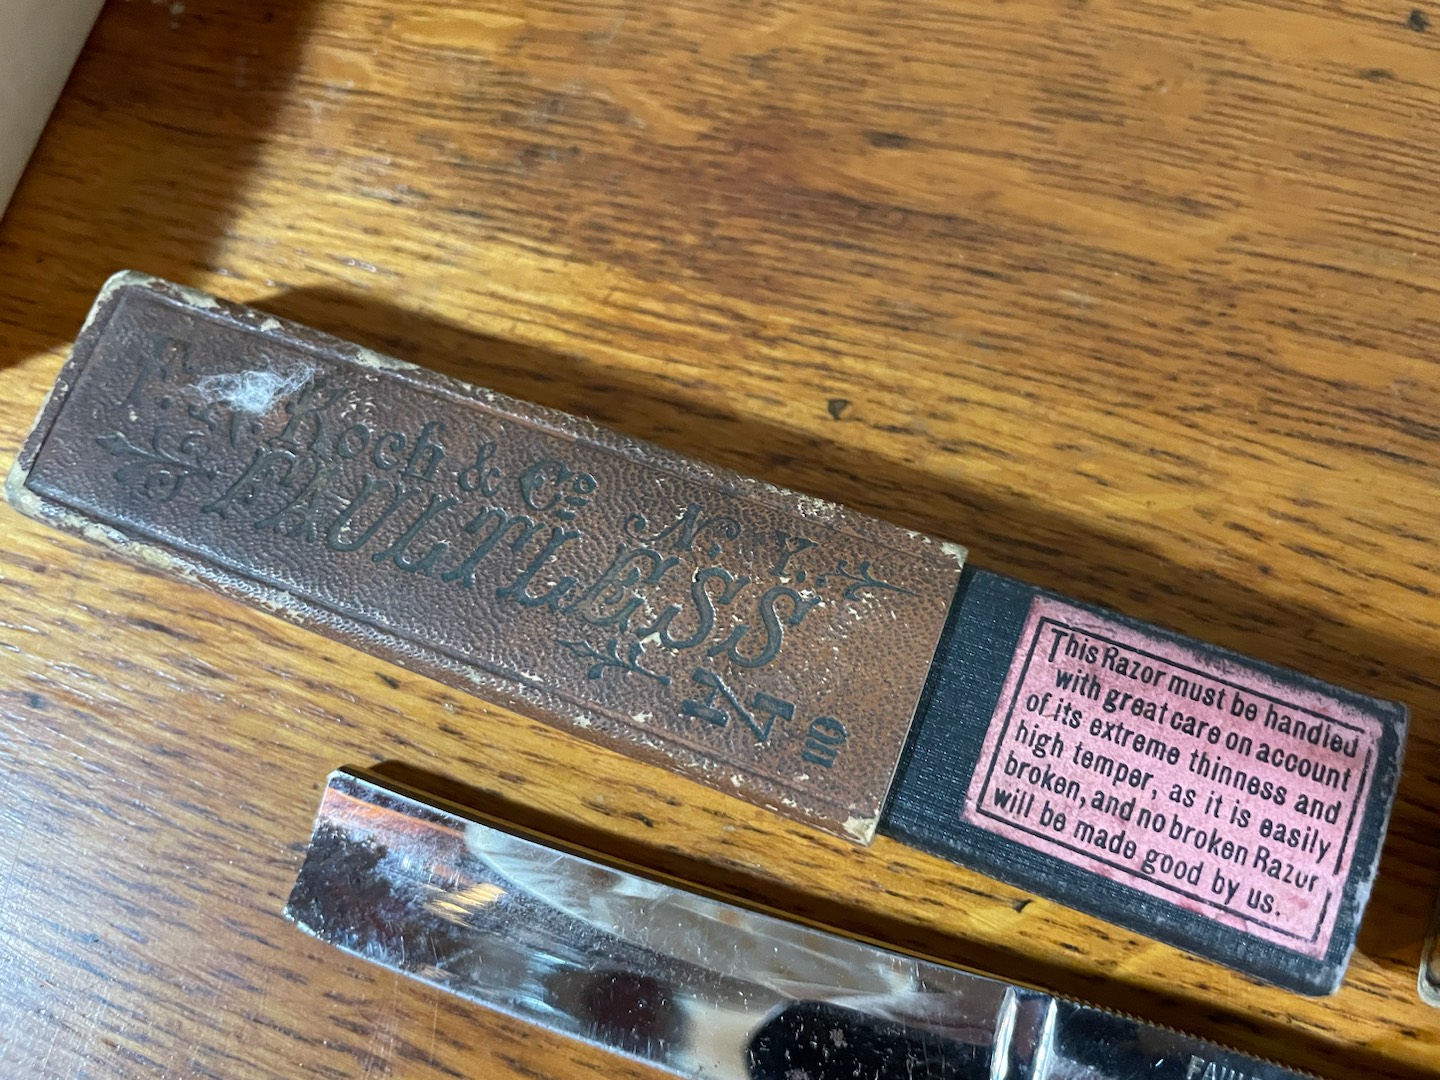 F. A. Koch & Co. N. Y.
FAULTLESS
No
This Razor must be handled
with great care on account
of its extreme thinness and
high temper, as it is easily
broken, and no broken Razor
will be made good by us.